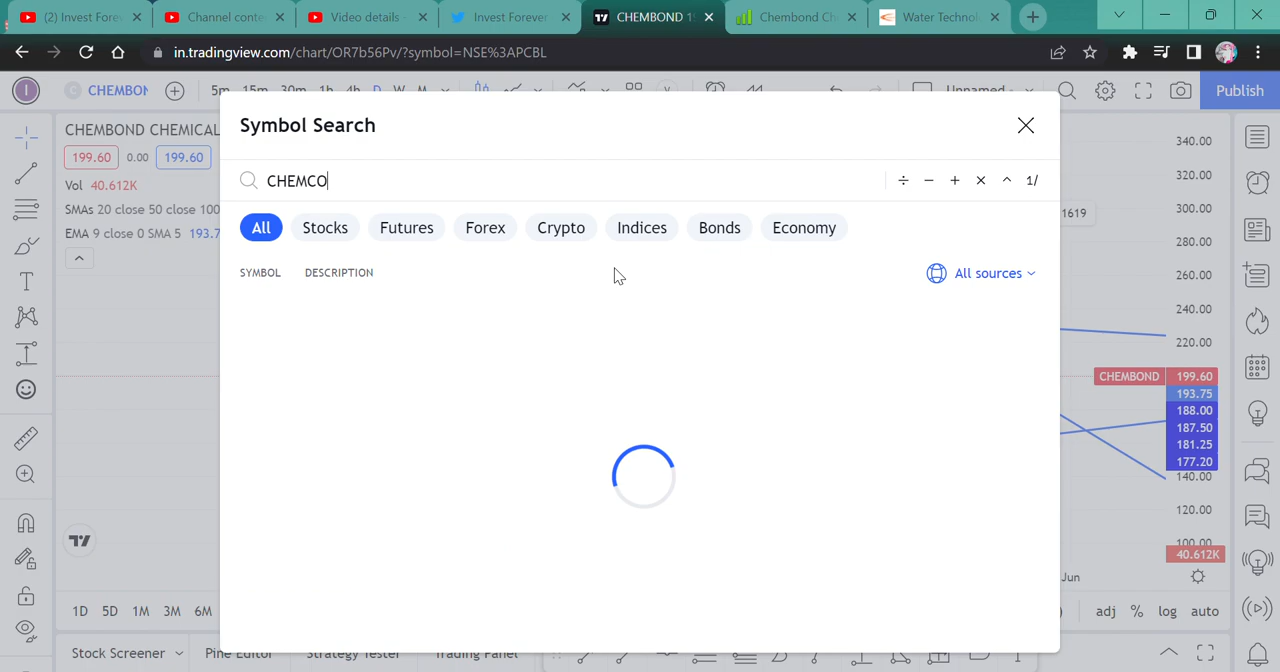 (2) Invest Fore
Channel conte
Video details
Invest Forever
CHEMBOND 1
Chembond Ch
Water Technol
in.tradingview.com/chart/OR7b56Pv/?symbol=NSE%3APCBL
I
CHEMBON
5m 15m 30m 1h 4h D W M
Unnamed
Publish
Symbol Search
CHEMBOND CHEMICAL
199.60 0.00 199.60
Vol 40.612K
SMAs 20 close 50 close 100
EMA 9 close 0 SMA 5 193.7
CHEMCO
÷ − + × ^ 1/
All Stocks Futures Forex Crypto Indices Bonds Economy
SYMBOL DESCRIPTION
All sources
1619
340.00
320.00
300.00
280.00
260.00
240.00
220.00
CHEMBOND 199.60
193.75
188.00
187.50
181.25
177.20
140.00
120.00
100.00
40.612K
Jun
1D 5D 1M 3M 6M
adj % log auto
Stock Screener
Pine Editor
Strategy Tester
Trading Panel